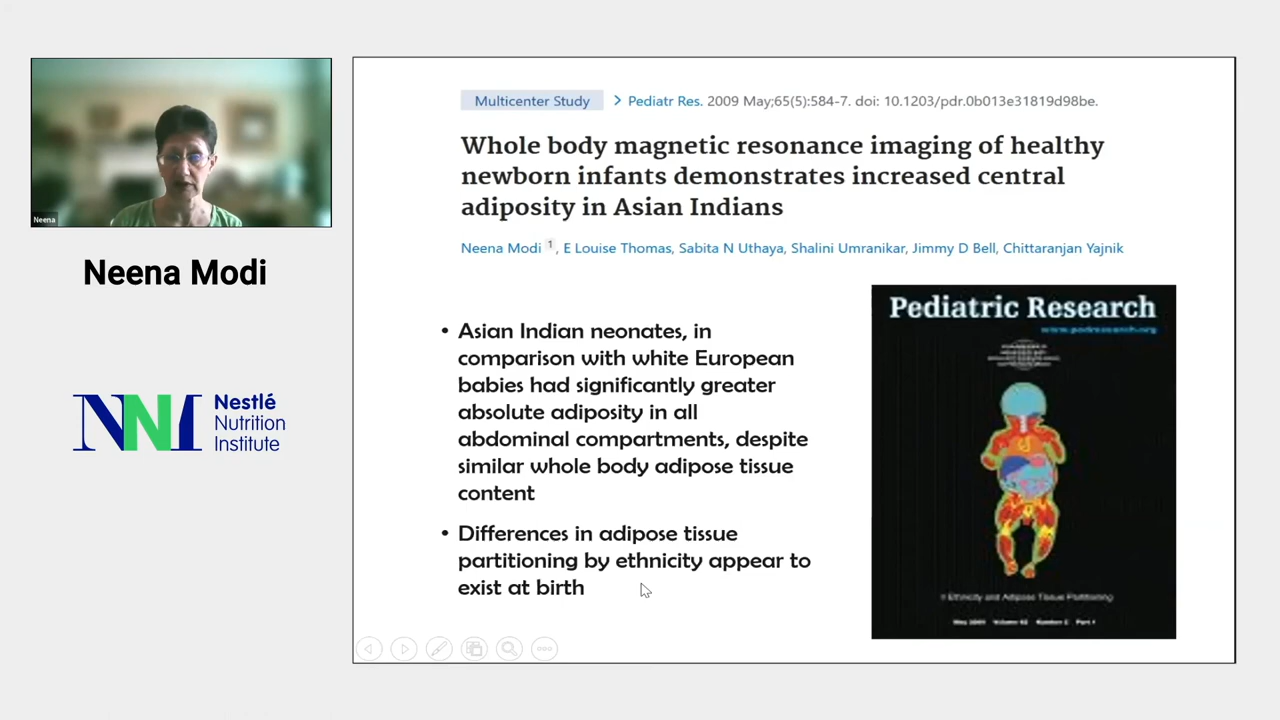 Neena
Neena Modi
NNI Nestlé
Nutrition
Institute
Multicenter Study > Pediatr Res. 2009 May;65(5):584-7. doi: 10.1203/pdr.0b013e31819d98be.
Whole body magnetic resonance imaging of healthy
newborn infants demonstrates increased central
adiposity in Asian Indians
Neena Modi 1, E Louise Thomas, Sabita N Uthaya, Shalini Umranikar, Jimmy D Bell, Chittaranjan Yajnik
• Asian Indian neonates, in
comparison with white European
babies had significantly greater
absolute adiposity in all
abdominal compartments, despite
similar whole body adipose tissue
content
• Differences in adipose tissue
partitioning by ethnicity appear to
exist at birth
Pediatric Research
www.pedresearch.org
Ethnicity and Adipose Tissue Partitioning